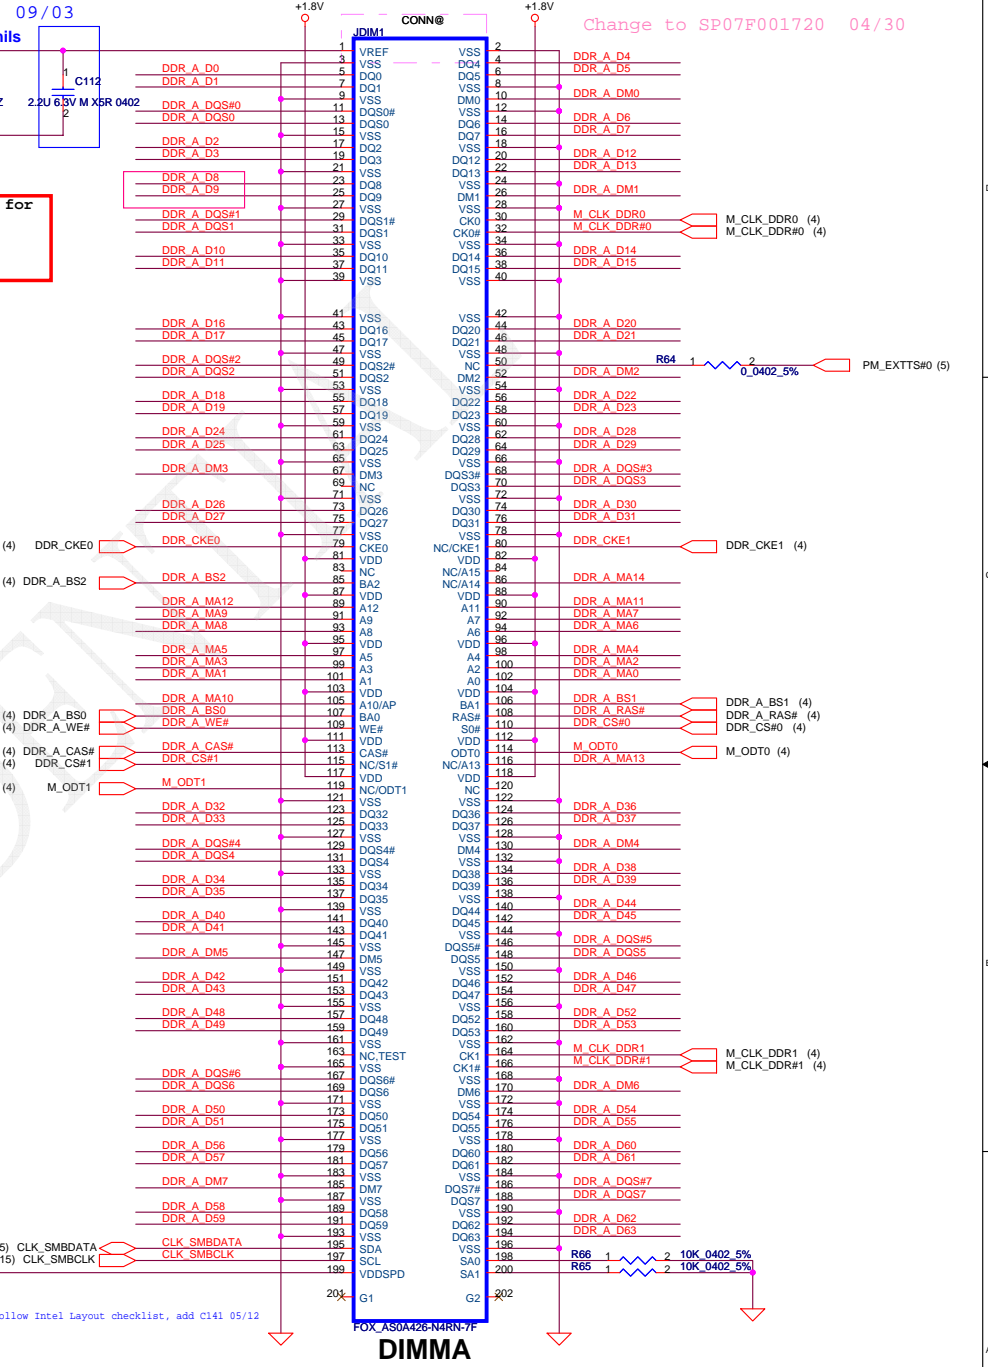 09/03
+1.8V
CONN@
+1.8V
Change to SP07F001720 04/30
JDIM1
1 VREF VSS 2
3 VSS DQ4 4 DDR_A_D4
DDR_A_D0 5 DQ0 DQ5 6 DDR_A_D5
DDR_A_D1 7 DQ1 VSS 8
9 VSS DM0 10 DDR_A_DM0
DDR_A_DQS#0 11 DQS0# VSS 12
DDR_A_DQS0 13 DQS0 DQ6 14 DDR_A_D6
15 VSS DQ7 16 DDR_A_D7
DDR_A_D2 17 DQ2 VSS 18
DDR_A_D3 19 DQ3 DQ12 20 DDR_A_D12
21 VSS DQ13 22 DDR_A_D13
DDR_A_D8 23 DQ8 VSS 24
DDR_A_D9 25 DQ9 DM1 26 DDR_A_DM1
27 VSS VSS 28
DDR_A_DQS#1 29 DQS1# CK0 30 M_CLK_DDR0 M_CLK_DDR0 (4)
DDR_A_DQS1 31 DQS1 CK0# 32 M_CLK_DDR#0 M_CLK_DDR#0 (4)
33 VSS VSS 34
DDR_A_D10 35 DQ10 DQ14 36 DDR_A_D14
DDR_A_D11 37 DQ11 DQ15 38 DDR_A_D15
39 VSS VSS 40
1
C112
2.2U 6.3V M X5R 0402
2
for
41 VSS VSS 42
DDR_A_D16 43 DQ16 DQ20 44 DDR_A_D20
DDR_A_D17 45 DQ17 DQ21 46 DDR_A_D21
47 VSS VSS 48
DDR_A_DQS#2 49 DQS2# NC 50 R64 1 2 0_0402_5% PM_EXTTS#0 (5)
DDR_A_DQS2 51 DQS2 DM2 52 DDR_A_DM2
53 VSS VSS 54
DDR_A_D18 55 DQ18 DQ22 56 DDR_A_D22
DDR_A_D19 57 DQ19 DQ23 58 DDR_A_D23
59 VSS VSS 60
DDR_A_D24 61 DQ24 DQ28 62 DDR_A_D28
DDR_A_D25 63 DQ25 DQ29 64 DDR_A_D29
65 VSS VSS 66
DDR_A_DM3 67 DM3 DQS3# 68 DDR_A_DQS#3
69 NC DQS3 70 DDR_A_DQS3
71 VSS VSS 72
DDR_A_D26 73 DQ26 DQ30 74 DDR_A_D30
DDR_A_D27 75 DQ27 DQ31 76 DDR_A_D31
77 VSS VSS 78
(4) DDR_CKE0 DDR_CKE0 79 CKE0 NC/CKE1 80 DDR_CKE1 DDR_CKE1 (4)
81 VDD VDD 82
83 NC NC/A15 84
(4) DDR_A_BS2 DDR_A_BS2 85 BA2 NC/A14 86 DDR_A_MA14
87 VDD VDD 88
DDR_A_MA12 89 A12 A11 90 DDR_A_MA11
DDR_A_MA9 91 A9 A7 92 DDR_A_MA7
DDR_A_MA8 93 A8 A6 94 DDR_A_MA6
95 VDD VDD 96
DDR_A_MA5 97 A5 A4 98 DDR_A_MA4
DDR_A_MA3 99 A3 A2 100 DDR_A_MA2
DDR_A_MA1 101 A1 A0 102 DDR_A_MA0
103 VDD VDD 104
DDR_A_MA10 105 A10/AP BA1 106 DDR_A_BS1 DDR_A_BS1 (4)
(4) DDR_A_BS0 DDR_A_BS0 107 BA0 RAS# 108 DDR_A_RAS# DDR_A_RAS# (4)
(4) DDR_A_WE# DDR_A_WE# 109 WE# S0# 110 DDR_CS#0 DDR_CS#0 (4)
111 VDD VDD 112
(4) DDR_A_CAS# DDR_A_CAS# 113 CAS# ODT0 114 M_ODT0 M_ODT0 (4)
(4) DDR_CS#1 DDR_CS#1 115 NC/S1# NC/A13 116 DDR_A_MA13
117 VDD VDD 118
(4) M_ODT1 M_ODT1 119 NC/ODT1 NC 120
121 VSS VSS 122
DDR_A_D32 123 DQ32 DQ36 124 DDR_A_D36
DDR_A_D33 125 DQ33 DQ37 126 DDR_A_D37
127 VSS VSS 128
DDR_A_DQS#4 129 DQS4# DM4 130 DDR_A_DM4
DDR_A_DQS4 131 DQS4 VSS 132
133 VSS DQ38 134 DDR_A_D38
DDR_A_D34 135 DQ34 DQ39 136 DDR_A_D39
DDR_A_D35 137 DQ35 VSS 138
139 VSS DQ44 140 DDR_A_D44
DDR_A_D40 141 DQ40 DQ45 142 DDR_A_D45
DDR_A_D41 143 DQ41 VSS 144
145 VSS DQS5# 146 DDR_A_DQS#5
DDR_A_DM5 147 DM5 DQS5 148 DDR_A_DQS5
149 VSS VSS 150
DDR_A_D42 151 DQ42 DQ46 152 DDR_A_D46
DDR_A_D43 153 DQ43 DQ47 154 DDR_A_D47
155 VSS VSS 156
DDR_A_D48 157 DQ48 DQ52 158 DDR_A_D52
DDR_A_D49 159 DQ49 DQ53 160 DDR_A_D53
161 VSS VSS 162
163 NC,TEST CK1 164 M_CLK_DDR1 M_CLK_DDR1 (4)
165 VSS CK1# 166 M_CLK_DDR#1 M_CLK_DDR#1 (4)
DDR_A_DQS#6 167 DQS6# VSS 168
DDR_A_DQS6 169 DQS6 DM6 170 DDR_A_DM6
171 VSS VSS 172
DDR_A_D50 173 DQ50 DQ54 174 DDR_A_D54
DDR_A_D51 175 DQ51 DQ55 176 DDR_A_D55
177 VSS VSS 178
DDR_A_D56 179 DQ56 DQ60 180 DDR_A_D60
DDR_A_D57 181 DQ57 DQ61 182 DDR_A_D61
183 VSS VSS 184
DDR_A_DM7 185 DM7 DQS7# 186 DDR_A_DQS#7
187 VSS DQS7 188 DDR_A_DQS7
DDR_A_D58 189 DQ58 VSS 190
DDR_A_D59 191 DQ59 DQ62 192 DDR_A_D62
193 VSS DQ63 194 DDR_A_D63
CLK_SMBDATA CLK_SMBDATA 195 SDA VSS 196
CLK_SMBCLK CLK_SMBCLK 197 SCL SA0 198 R66 1 2 10K_0402_5%
199 VDDSPD SA1 200 R65 1 2 10K_0402_5%
201 G1 G2 202
ollow Intel Layout checklist, add C141 05/12
FOX_AS0A426-N4RN-7F
DIMMA